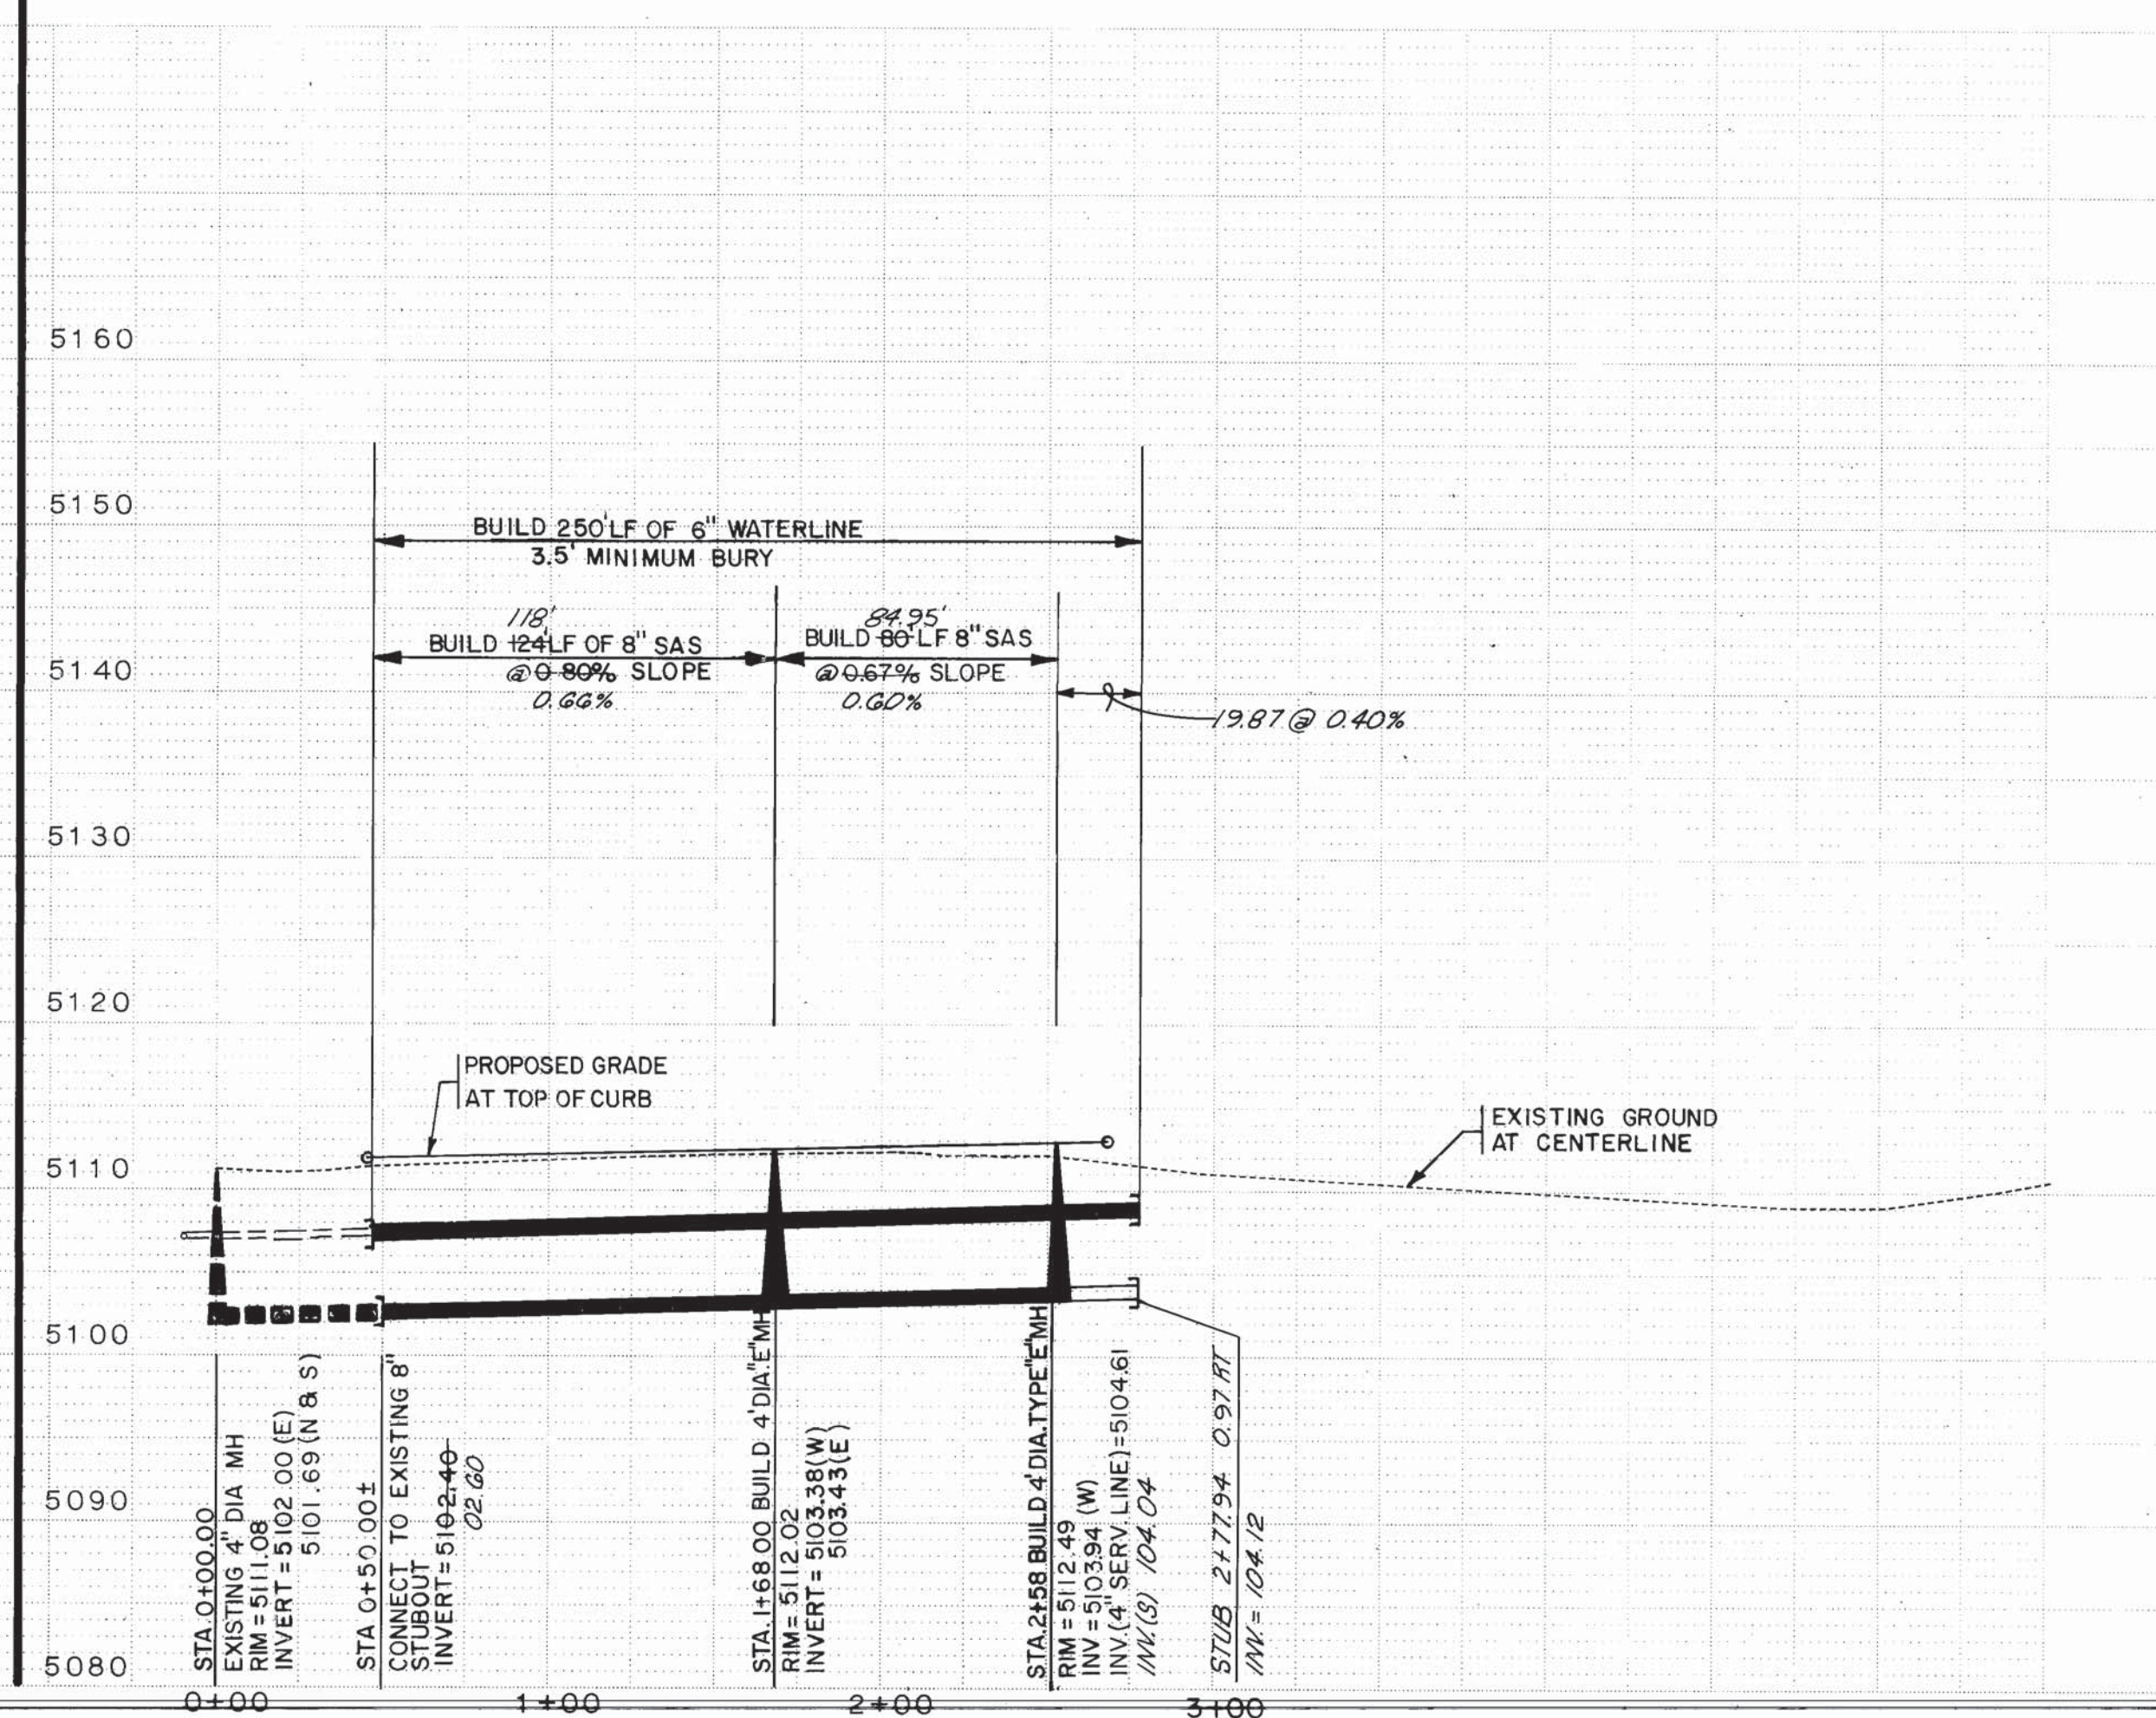 5160
5150
5140
5130
5120
5110
5100
5090
5080
BUILD 250' LF OF 6" WATERLINE
3.5' MINIMUM BURY
118'
BUILD 124' LF OF 8" SAS
@ 0.80% SLOPE
0.66%
84.95'
BUILD 80' LF 8" SAS
@ 0.67% SLOPE
0.60%
19.87 @ 0.40%
PROPOSED GRADE
AT TOP OF CURB
EXISTING GROUND
AT CENTERLINE
STA. 0+00.00
EXISTING 4" DIA MH
RIM = 5111.08
INVERT = 5102.00 (E)
5101.69 (N & S)
STA 0+50.00±
CONNECT TO EXISTING 8"
STUBOUT
INVERT = 5102.40
02.60
STA. 1+68.00 BUILD 4' DIA."E" MH
RIM = 5112.02
INVERT = 5103.38 (W)
5103.43 (E)
STA. 2+58 BUILD 4' DIA. TYPE "E" MH
RIM = 5112.49
INV = 5103.94 (W)
INV. (4" SERV. LINE) = 5104.61
INV. (S) 104.04
STUB 2+77.94 0.97 RT
INV. = 104.12
0+00
1+00
2+00
3+00